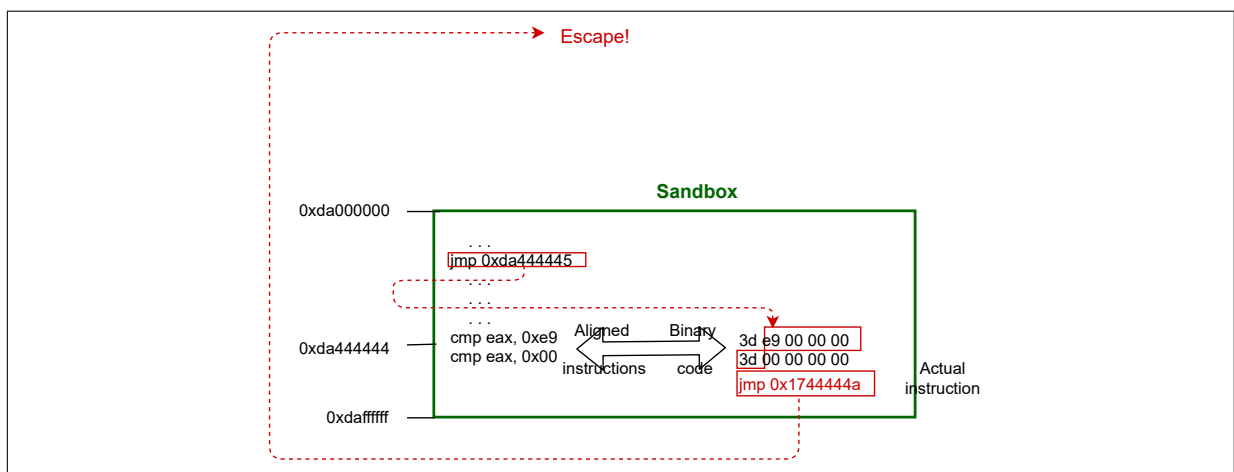 Escape!
Sandbox
0xda000000
. . .
jmp 0xda444445
. . .
. . .
. . .
0xda444444
cmp eax, 0xe9
cmp eax, 0x00
Aligned
instructions
Binary
code
3d e9 00 00 00
3d 00 00 00 00
jmp 0x1744444a
Actual
instruction
0xdaffffff